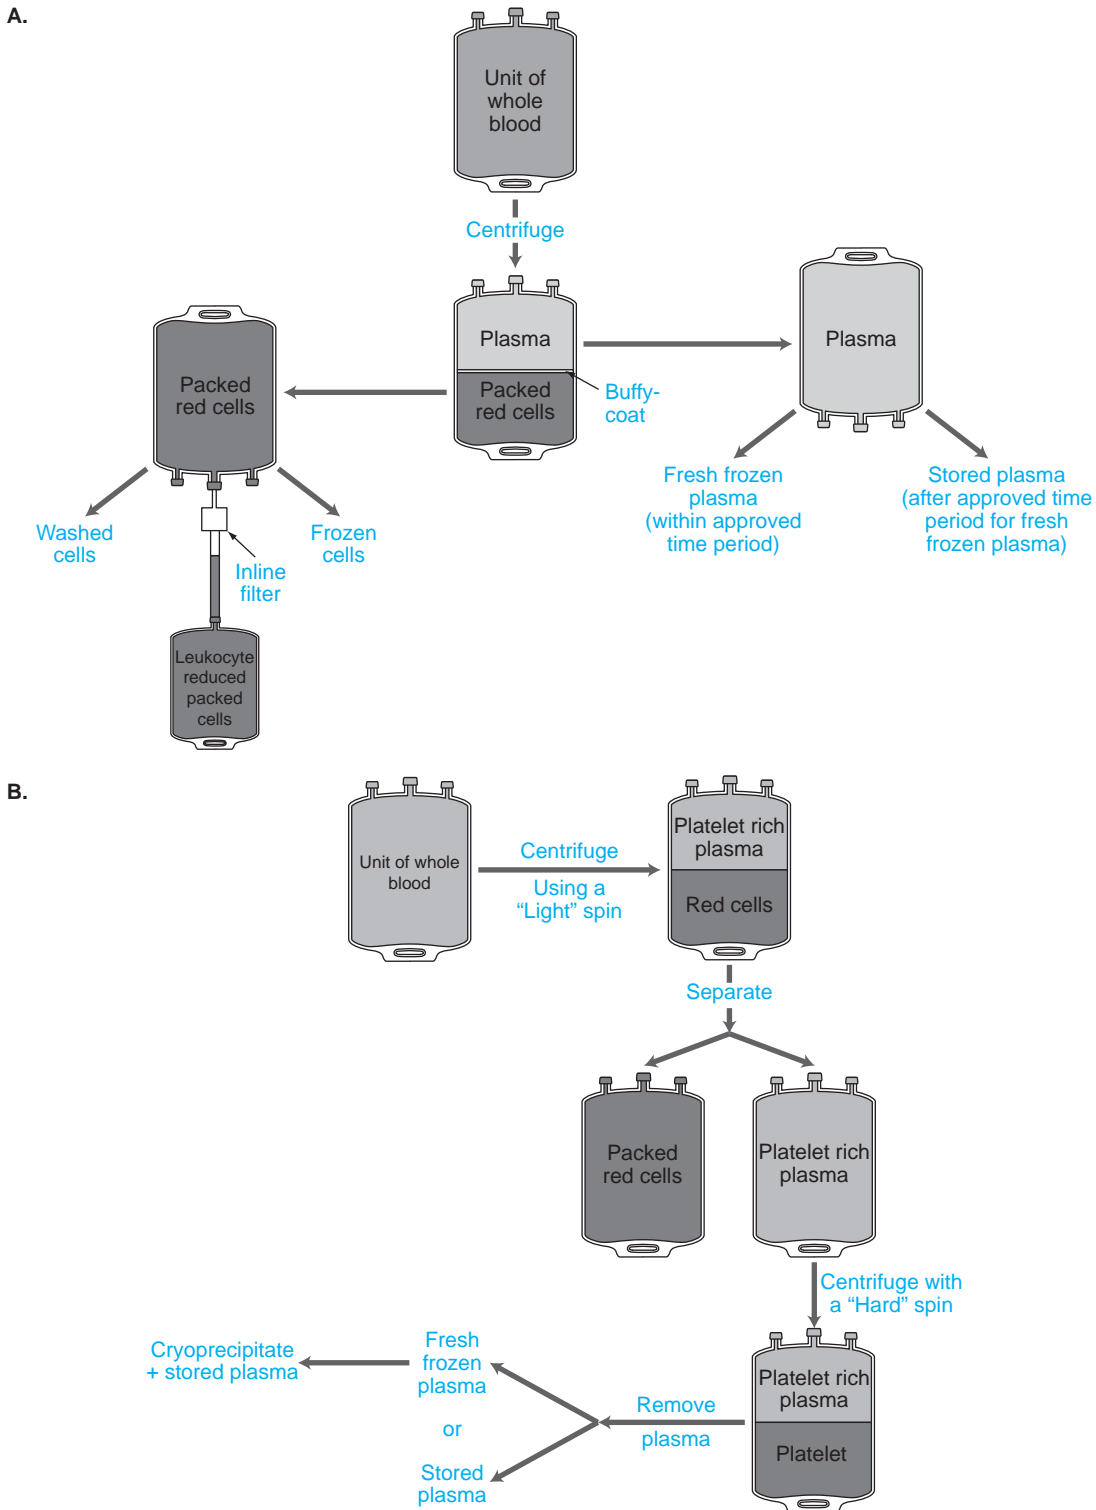 A.
Unit of
whole
blood
Centrifuge
Plasma
Packed
red cells
Buffy-
coat
Plasma
Packed
red cells
Fresh frozen
plasma
(within approved
time period)
Stored plasma
(after approved time
period for fresh
frozen plasma)
Washed
cells
Frozen
cells
Inline
filter
Leukocyte
reduced
packed
cells
B.
Unit of whole
blood
Centrifuge
Using a
“Light” spin
Platelet rich
plasma
Red cells
Separate
Packed
red cells
Platelet rich
plasma
Centrifuge with
a “Hard” spin
Platelet rich
plasma
Platelet
Remove
plasma
Fresh
frozen
plasma
or
Stored
plasma
Cryoprecipitate
+ stored plasma